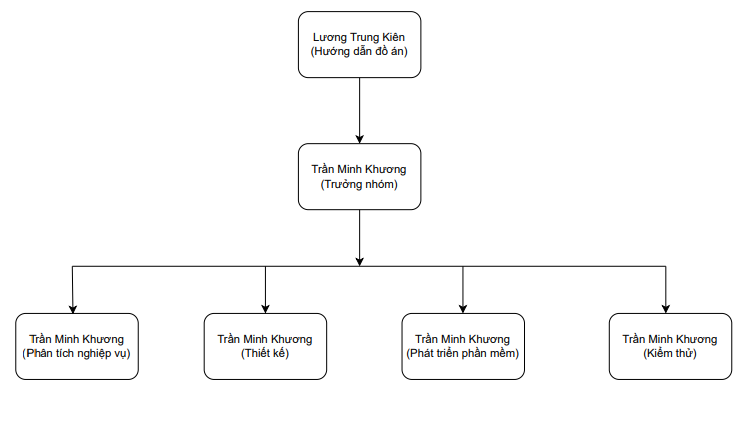 Lương Trung Kiên
(Hướng dẫn đồ án)
Trần Minh Khương
(Trưởng nhóm)
Trần Minh Khương
(Phân tích nghiệp vụ)
Trần Minh Khương
(Thiết kế)
Trần Minh Khương
(Phát triển phần mềm)
Trần Minh Khương
(Kiểm thử)